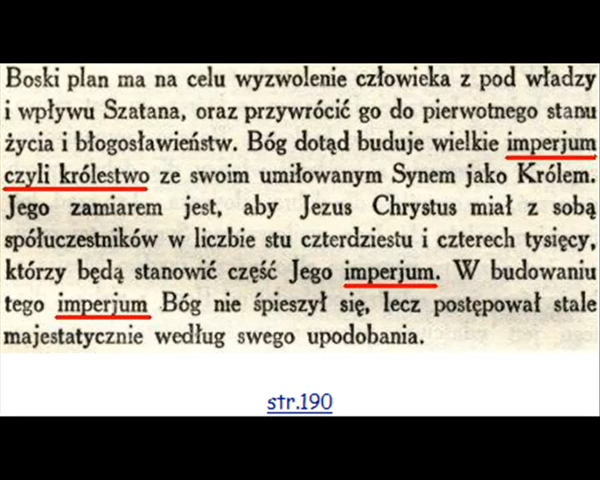 Boski plan ma na celu wyzwolenie człowieka z pod władzy
i wpływu Szatana, oraz przywrócić go do pierwotnego stanu
życia i błogosławieństw. Bóg dotąd buduje wielkie imperjum
czyli królestwo ze swoim umiłowanym Synem jako Królem.
Jego zamiarem jest, aby Jezus Chrystus miał z sobą
spółuczestników w liczbie stu czterdziestu i czterech tysięcy,
którzy będą stanowić część Jego imperjum. W budowaniu
tego imperjum Bóg nie śpieszył się, lecz postępował stale
majestatycznie według swego upodobania.
str.190